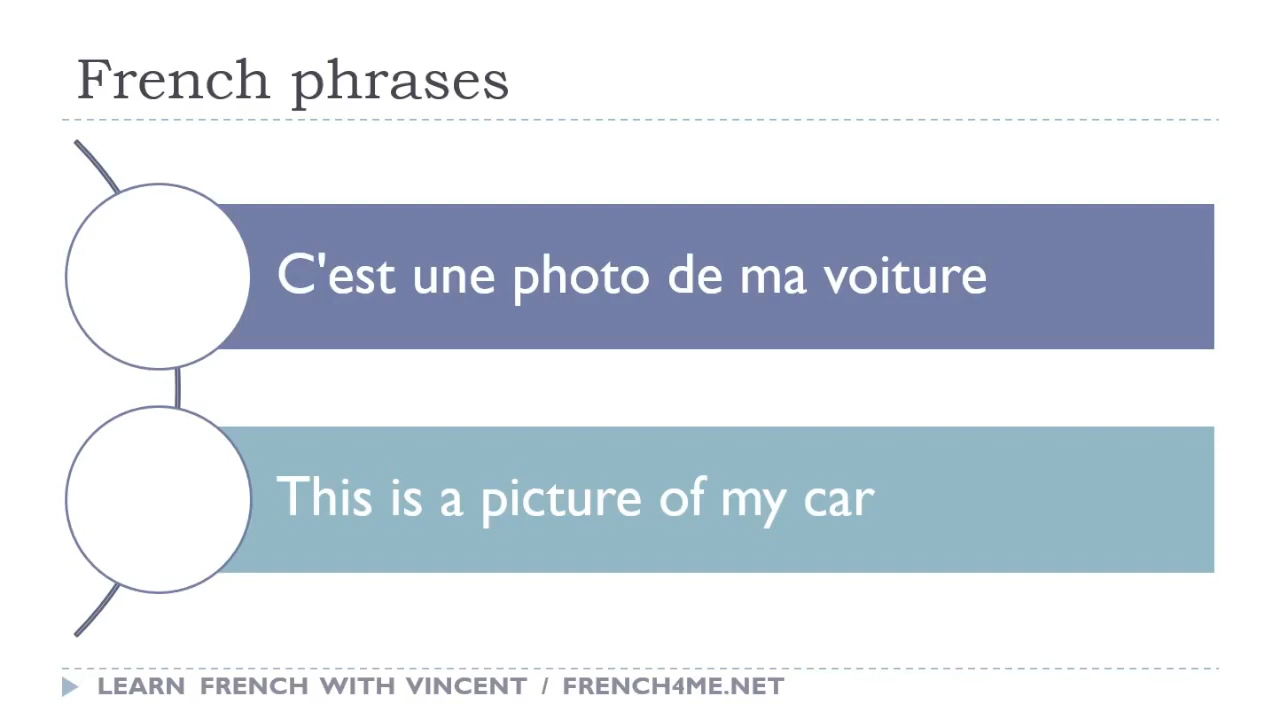 French phrases
C'est une photo de ma voiture
This is a picture of my car
LEARN FRENCH WITH VINCENT / FRENCH4ME.NET